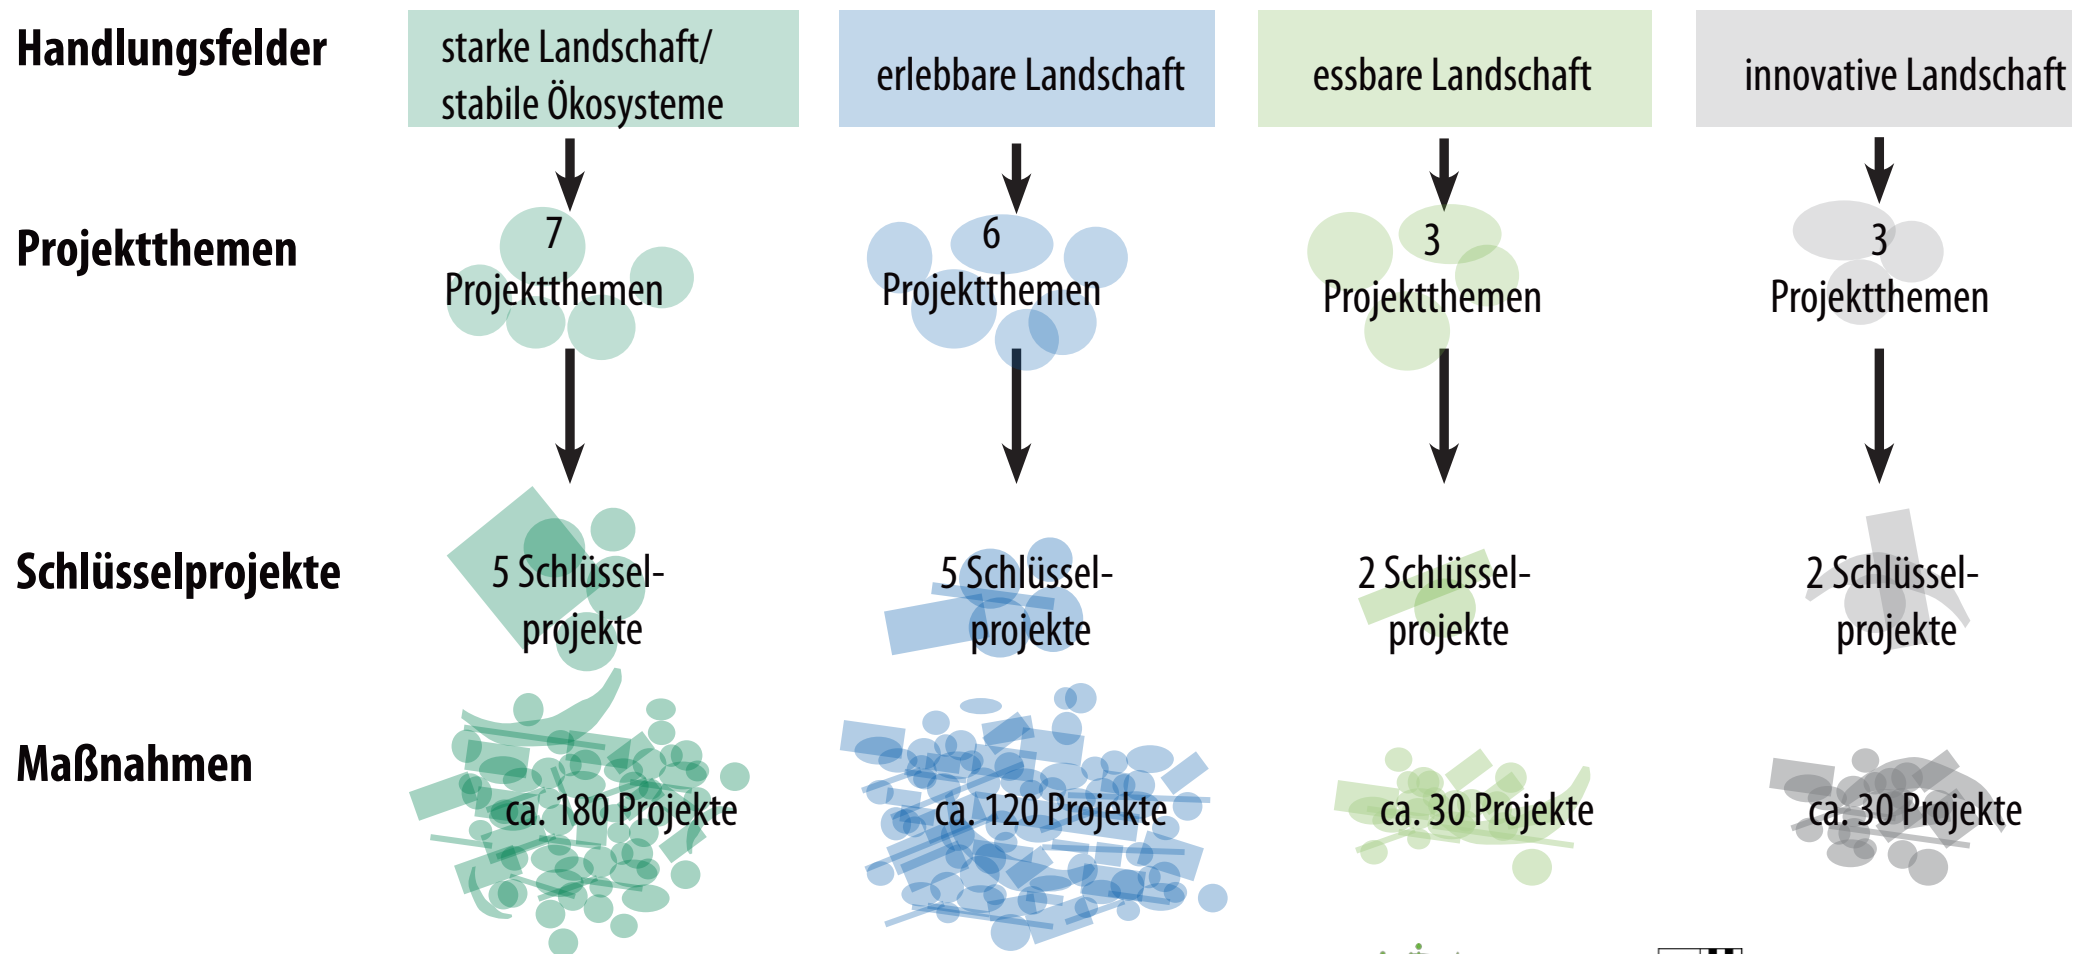 Handlungsfelder
starke Landschaft/
stabile Ökosysteme
erlebbare Landschaft
essbare Landschaft
innovative Landschaft
Projektthemen
7
Projektthemen
6
Projektthemen
3
Projektthemen
3
Projektthemen
Schlüsselprojekte
5 Schlüssel-
projekte
5 Schlüssel-
projekte
2 Schlüssel-
projekte
2 Schlüssel-
projekte
Maßnahmen
ca. 180 Projekte
ca. 120 Projekte
ca. 30 Projekte
ca. 30 Projekte